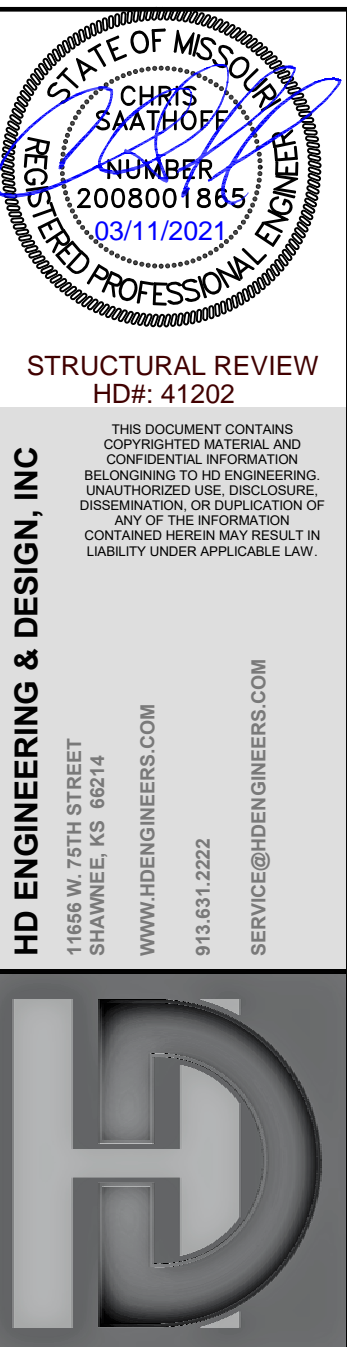 STATE OF MISSOURI
CHRIS
SAATHOFF
NUMBER
2008001865
03/11/2021
REGISTERED PROFESSIONAL ENGINEER
STRUCTURAL REVIEW
HD#: 41202
THIS DOCUMENT CONTAINS
COPYRIGHTED MATERIAL AND
CONFIDENTIAL INFORMATION
BELONGINING TO HD ENGINEERING.
UNAUTHORIZED USE, DISCLOSURE,
DISSEMINATION, OR DUPLICATION OF
ANY OF THE INFORMATION
CONTAINED HEREIN MAY RESULT IN
LIABILITY UNDER APPLICABLE LAW.
HD ENGINEERING & DESIGN, INC
11656 W. 75TH STREET
SHAWNEE, KS 66214
WWW.HDENGINEERS.COM
913.631.2222
SERVICE@HDENGINEERS.COM
HD